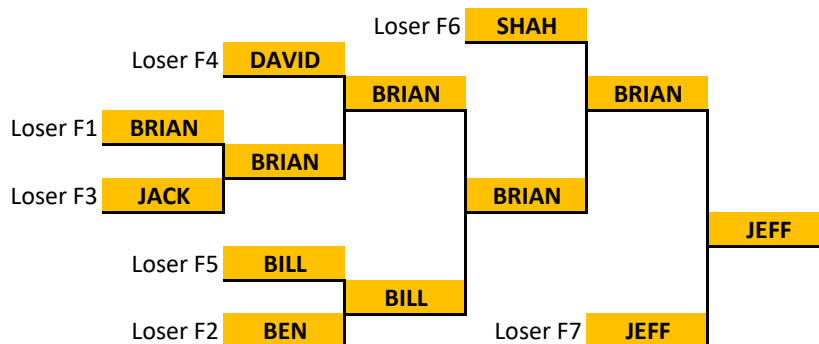 Loser F6 SHAH
Loser F4 DAVID
BRIAN BRIAN
Loser F1 BRIAN
BRIAN
Loser F3 JACK BRIAN
JEFF
Loser F5 BILL
BILL
Loser F2 BEN Loser F7 JEFF